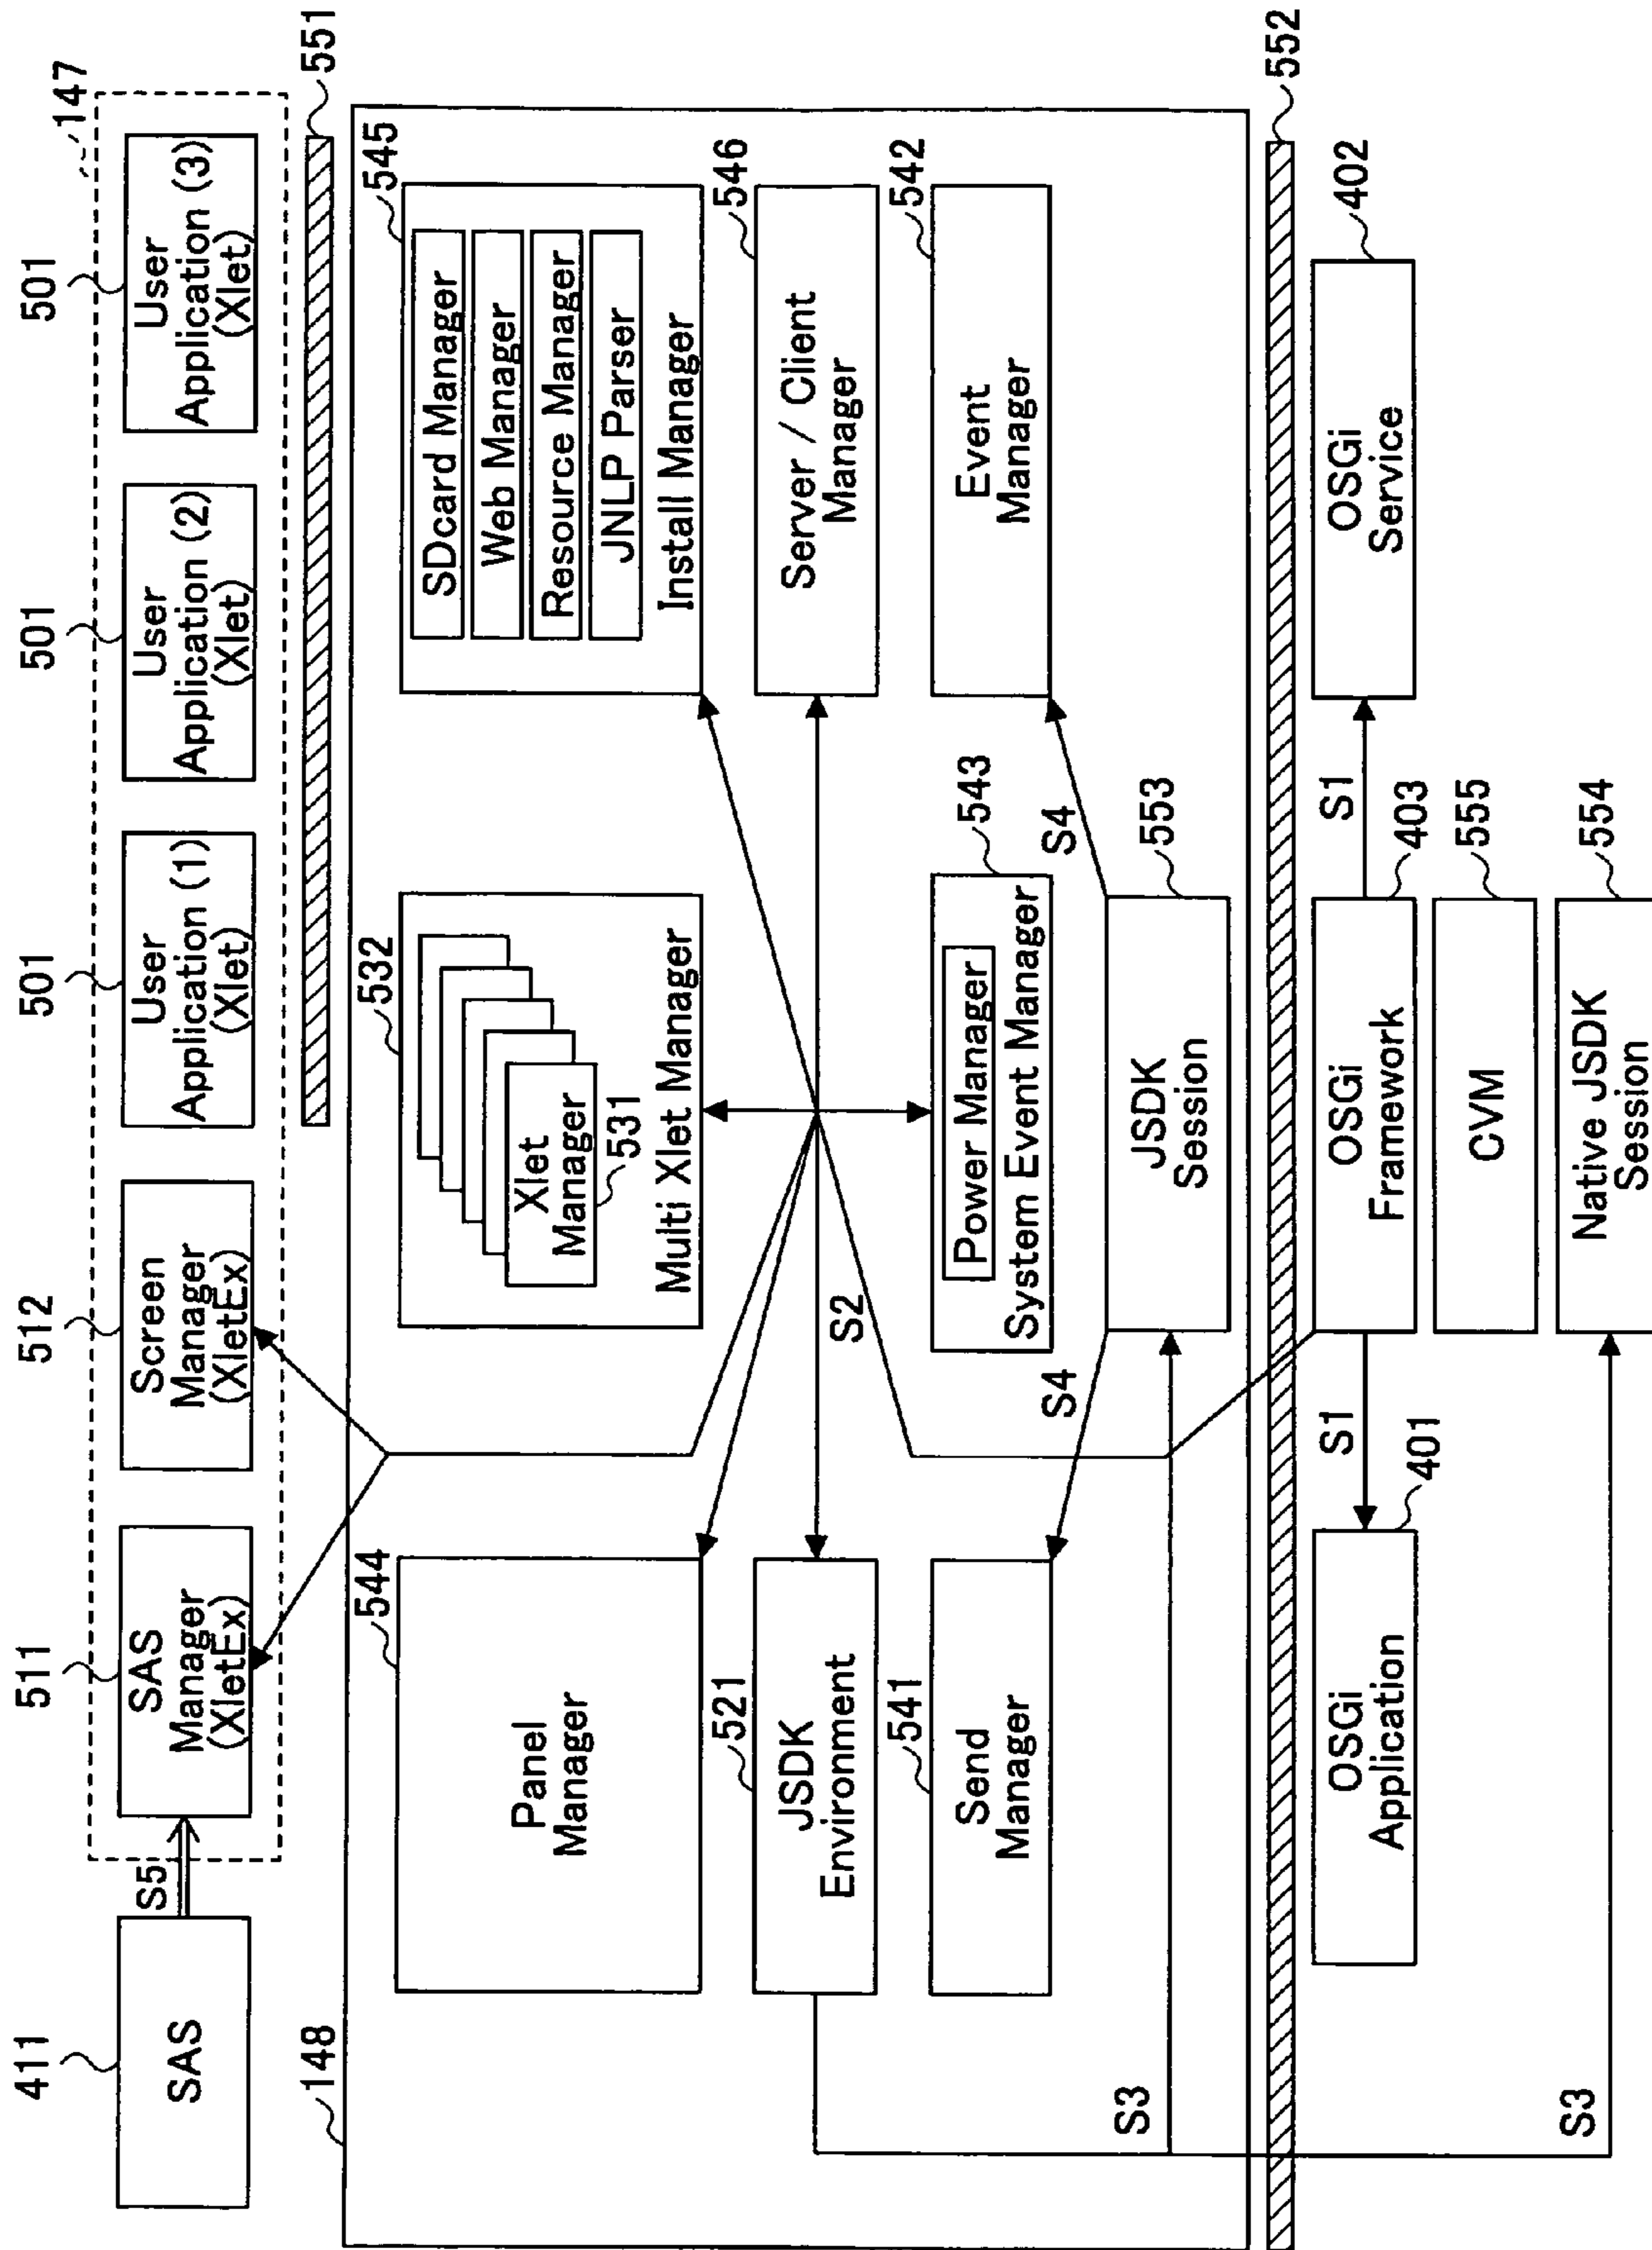 411
SAS
S5
511
SAS
Manager
(XletEx)
512
Screen
Manager
(XletEx)
501
User
Application (1)
(Xlet)
501
User
Application (2)
(Xlet)
501
User
Application (3)
(Xlet)
147
551
148
544
Panel
Manager
532
Xlet
Manager
531
Multi Xlet Manager
545
SDcard Manager
Web Manager
Resource Manager
JNLP Parser
Install Manager
521
JSDK
Environment
S2
546
Server / Client
Manager
541
Send
Manager
543
Power Manager
System Event Manager
542
Event
Manager
S4
S4
553
JSDK
Session
S3
552
401
OSGi
Application
S1
OSGi
Framework
403
S1
402
OSGi
Service
CVM
555
S3
Native JSDK
Session
554